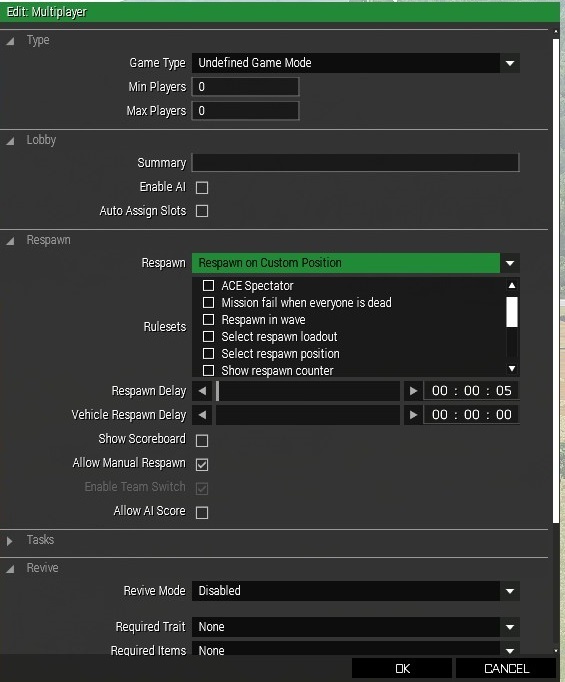 Edit: Multiplayer
Type
Game Type Undefined Game Mode
Min Players 0
Max Players 0
Lobby
Summary
Enable AI
Auto Assign Slots
Respawn
Respawn Respawn on Custom Position
ACE Spectator
Mission fail when everyone is dead
Respawn in wave
Rulesets
Select respawn loadout
Select respawn position
Show respawn counter
Respawn Delay 00 : 00 : 05
Vehicle Respawn Delay 00 : 00 : 00
Show Scoreboard
Allow Manual Respawn
Enable Team Switch
Allow AI Score
Tasks
Revive
Revive Mode Disabled
Required Trait None
Required Items None
OK CANCEL